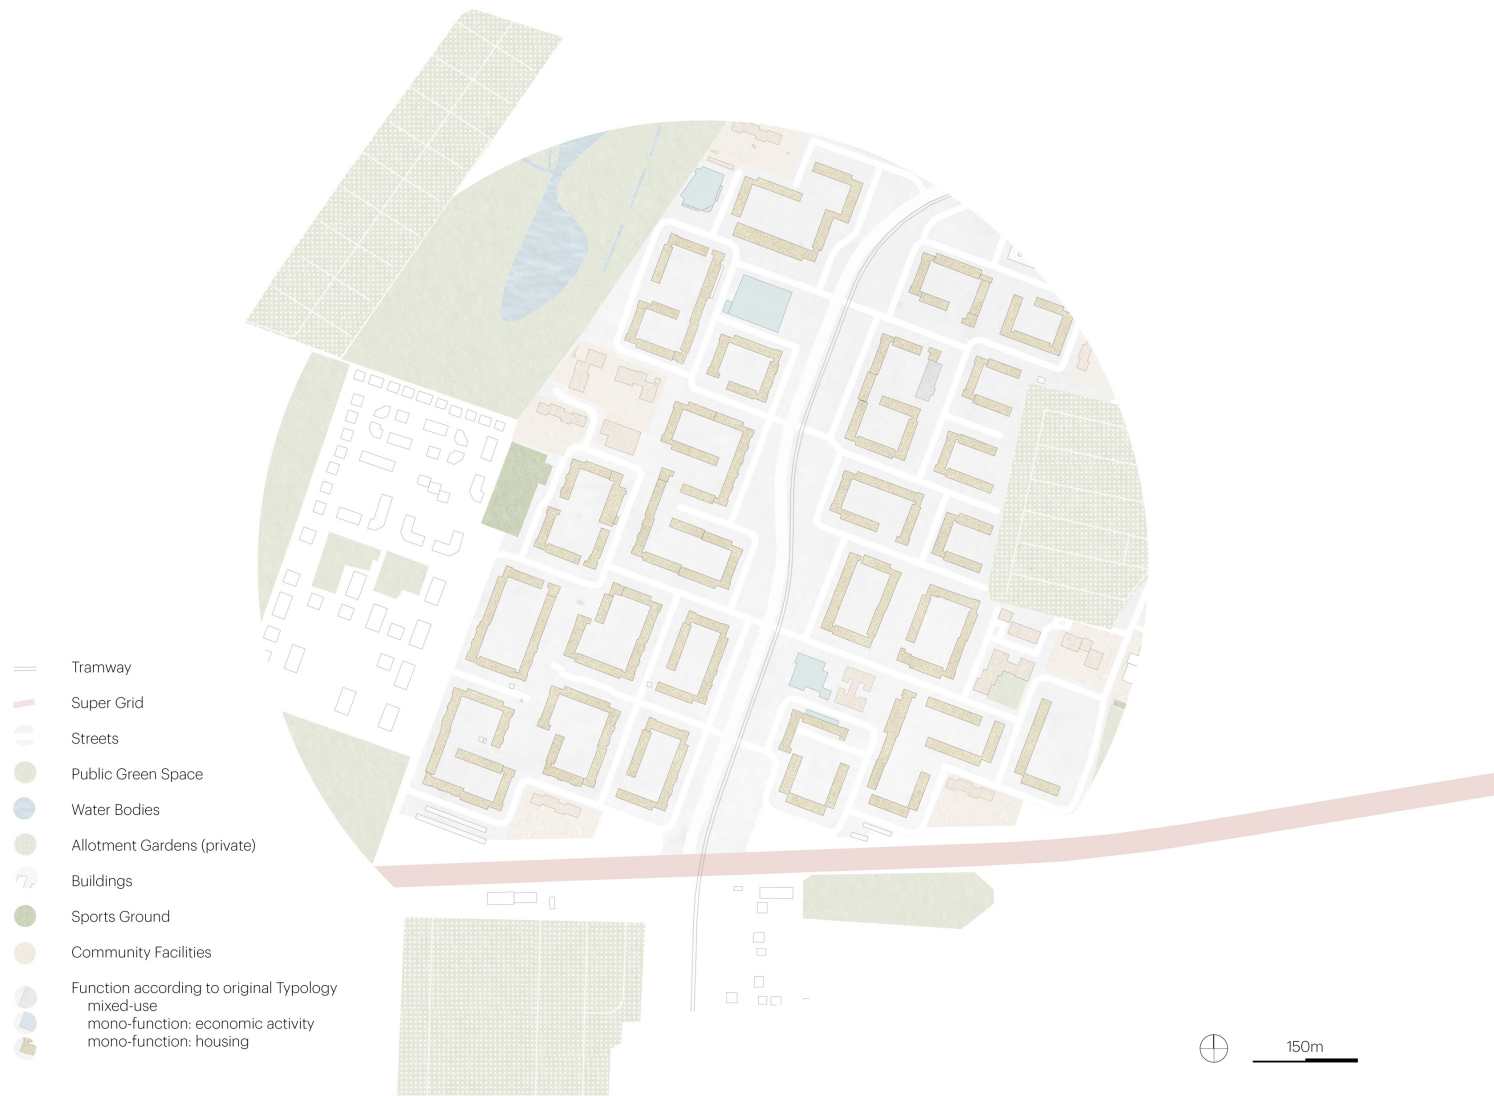 Tramway
Super Grid
Streets
Public Green Space
Water Bodies
Allotment Gardens (private)
Buildings
Sports Ground
Community Facilities
Function according to original Typology
mixed-use
mono-function: economic activity
mono-function: housing
150m